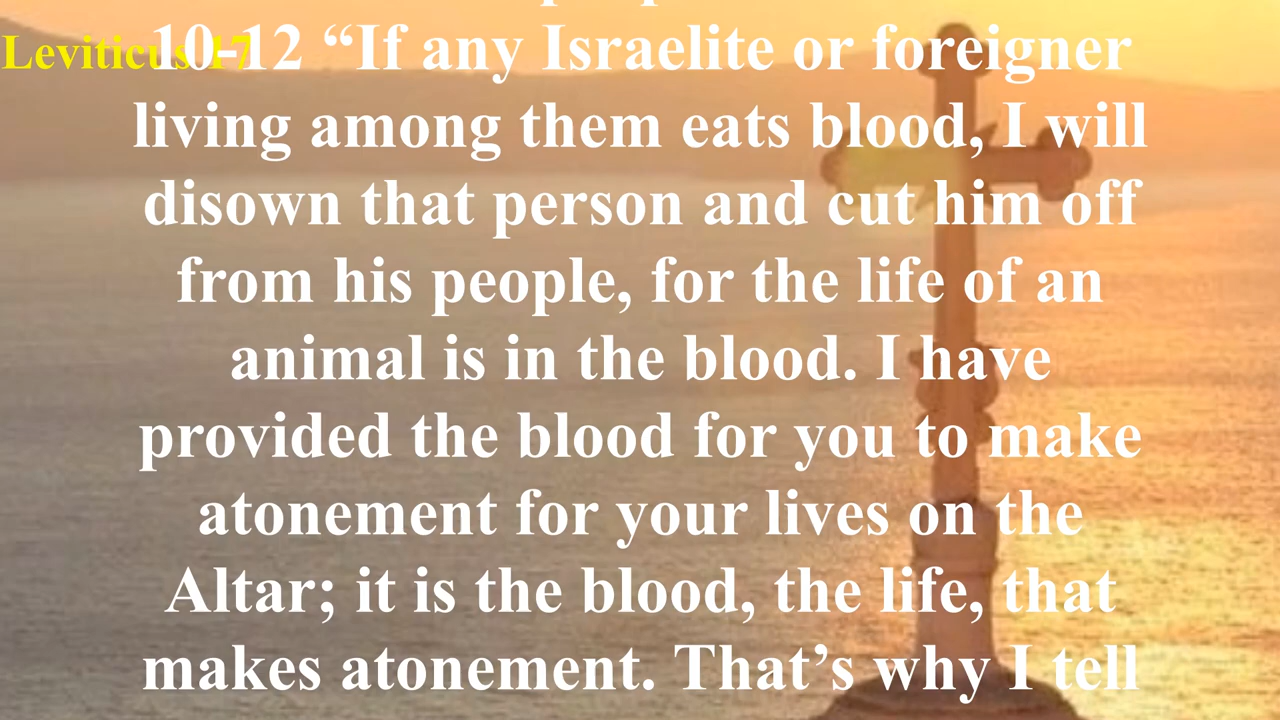 Leviticus 17
10-12 “If any Israelite or foreigner
living among them eats blood, I will
disown that person and cut him off
from his people, for the life of an
animal is in the blood. I have
provided the blood for you to make
atonement for your lives on the
Altar; it is the blood, the life, that
makes atonement. That’s why I tell